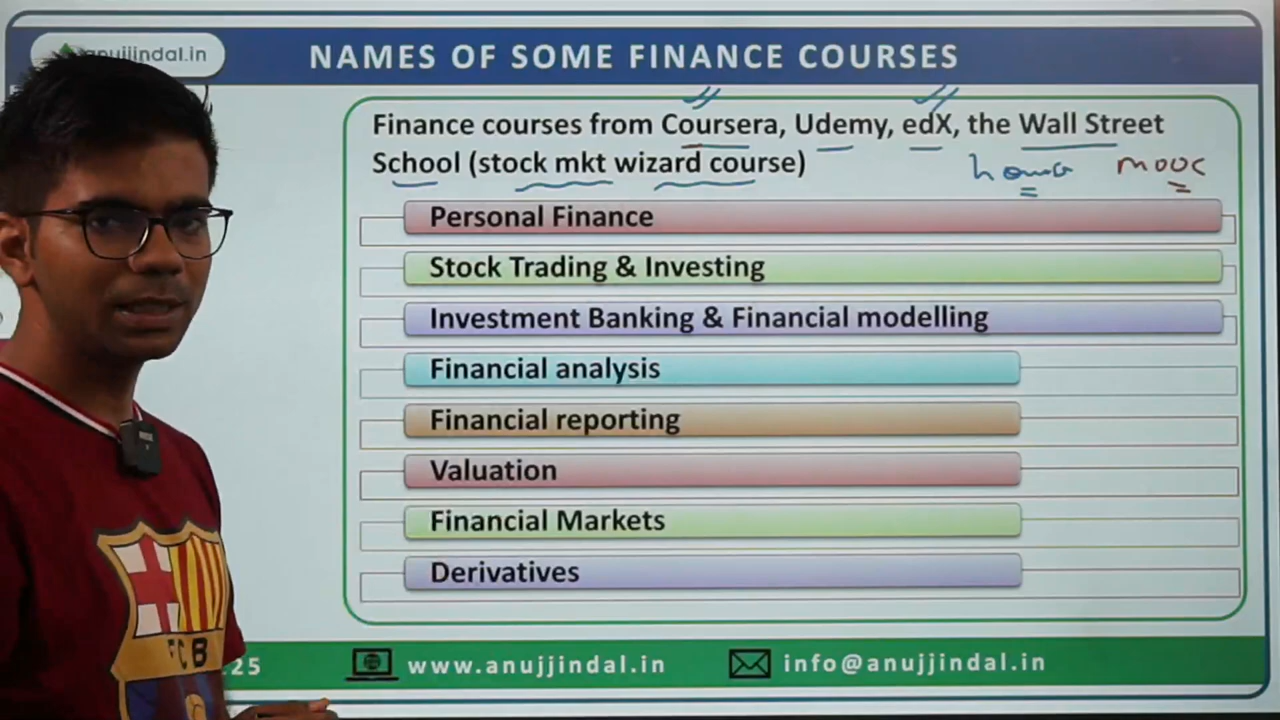 anujjindal.in
NAMES OF SOME FINANCE COURSES
Finance courses from Coursera, Udemy, edX, the Wall Street
School (stock mkt wizard course)
mooc
Personal Finance
Stock Trading & Investing
Investment Banking & Financial modelling
Financial analysis
Financial reporting
Valuation
Financial Markets
Derivatives
FCB
25
www.anujjindal.in
info@anujjindal.in